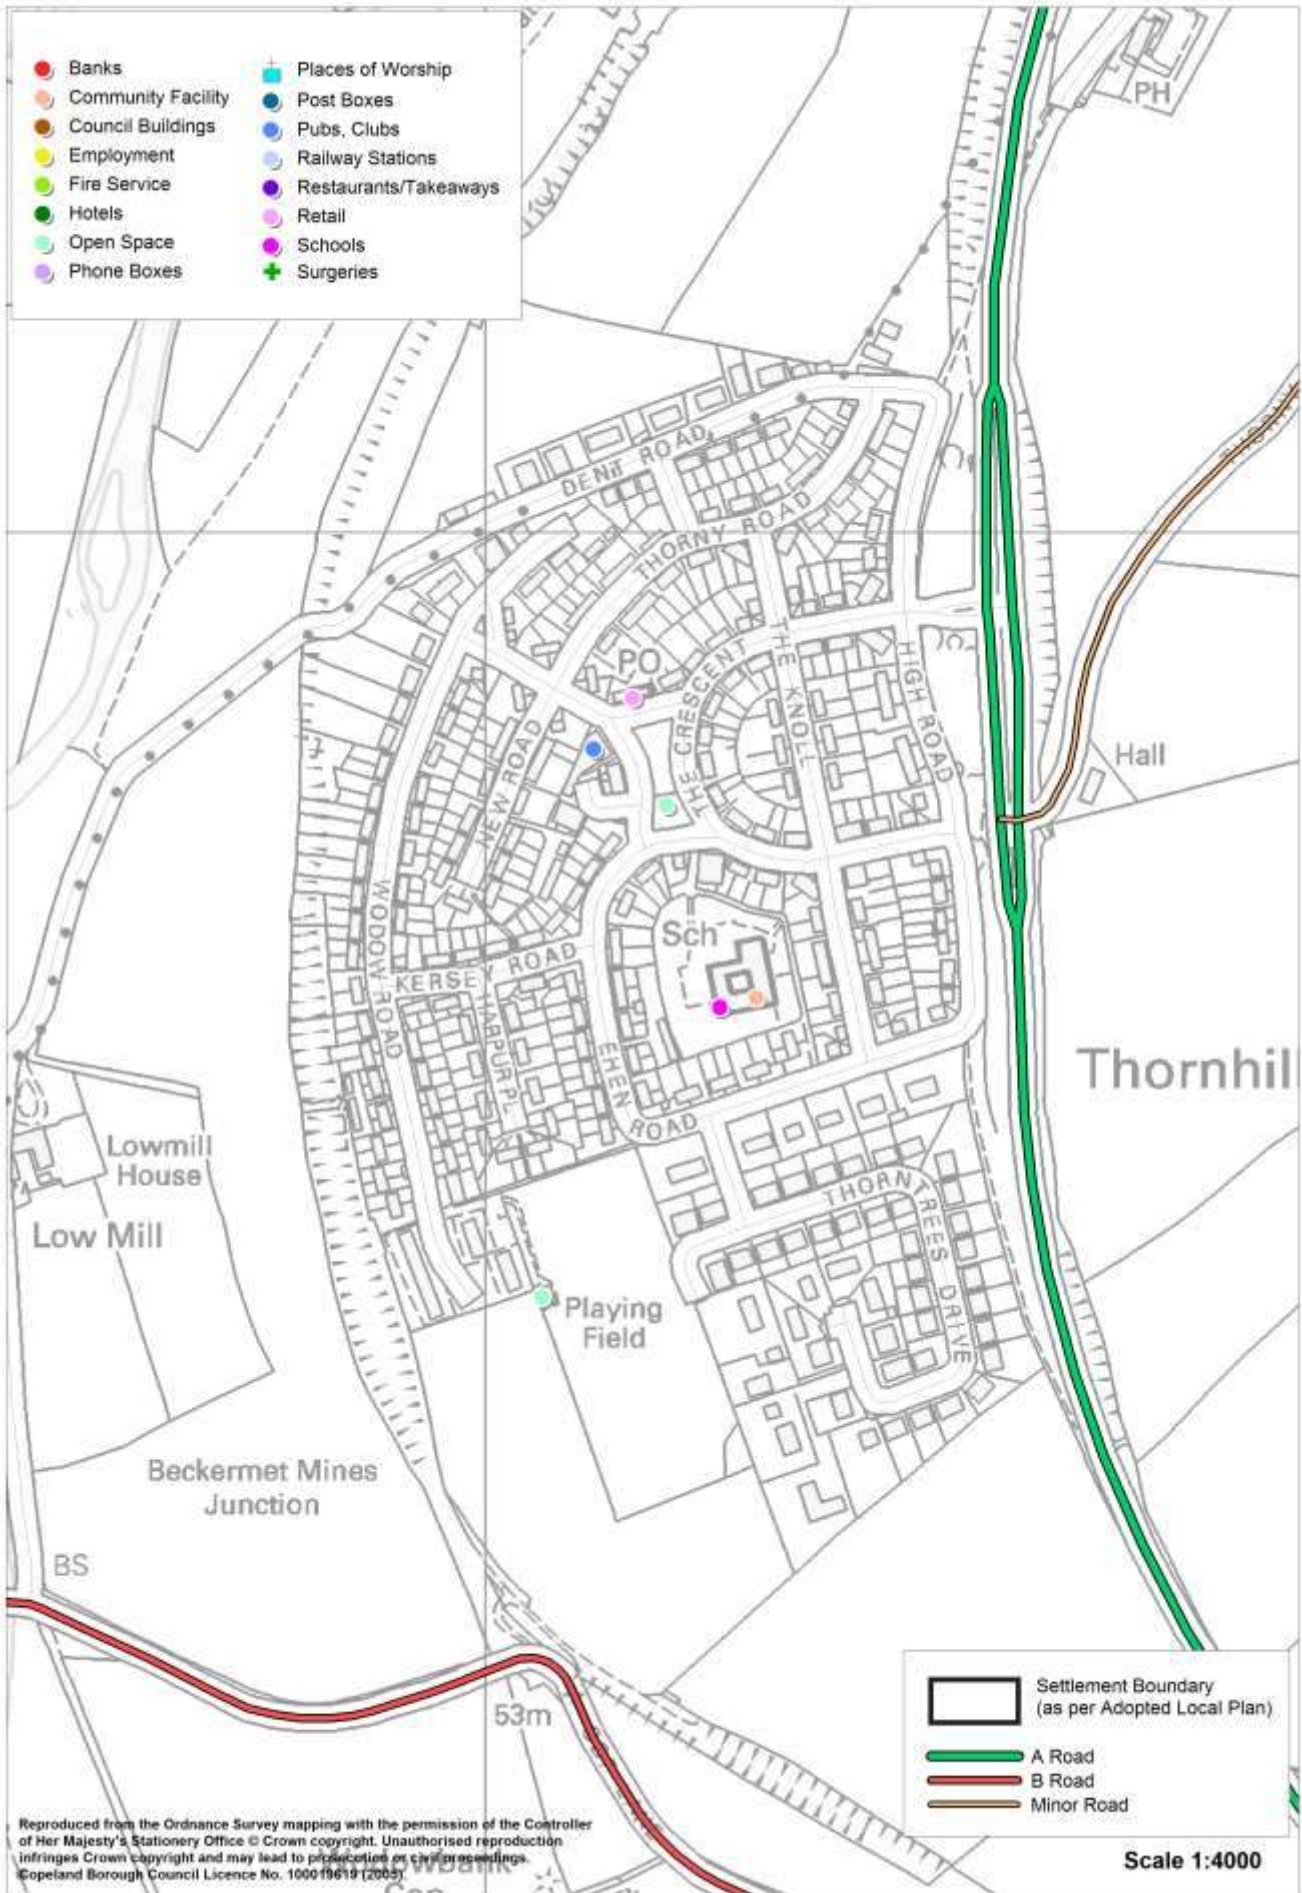 Banks
Community Facility
Council Buildings
Employment
Fire Service
Hotels
Open Space
Phone Boxes
Places of Worship
Post Boxes
Pubs, Clubs
Railway Stations
Restaurants/Takeaways
Retail
Schools
Surgeries
PH
DENT ROAD
THORNY ROAD
PO
THE CRESCENT
THE KNOLL
HIGH ROAD
NEW ROAD
Hall
WODOW ROAD
KERSEY ROAD
HARPUR PL
Sch
EHEN ROAD
Thornhill
Lowmill
House
Low Mill
THORNTREES DRIVE
Playing
Field
Beckermet Mines
Junction
BS
53m
Settlement Boundary
(as per Adopted Local Plan)
A Road
B Road
Minor Road
Reproduced from the Ordnance Survey mapping with the permission of the Controller
of Her Majesty's Stationery Office © Crown copyright. Unauthorised reproduction
infringes Crown copyright and may lead to prosecution or civil proceedings.
Copeland Borough Council Licence No. 100019619 (2005).
Scale 1:4000